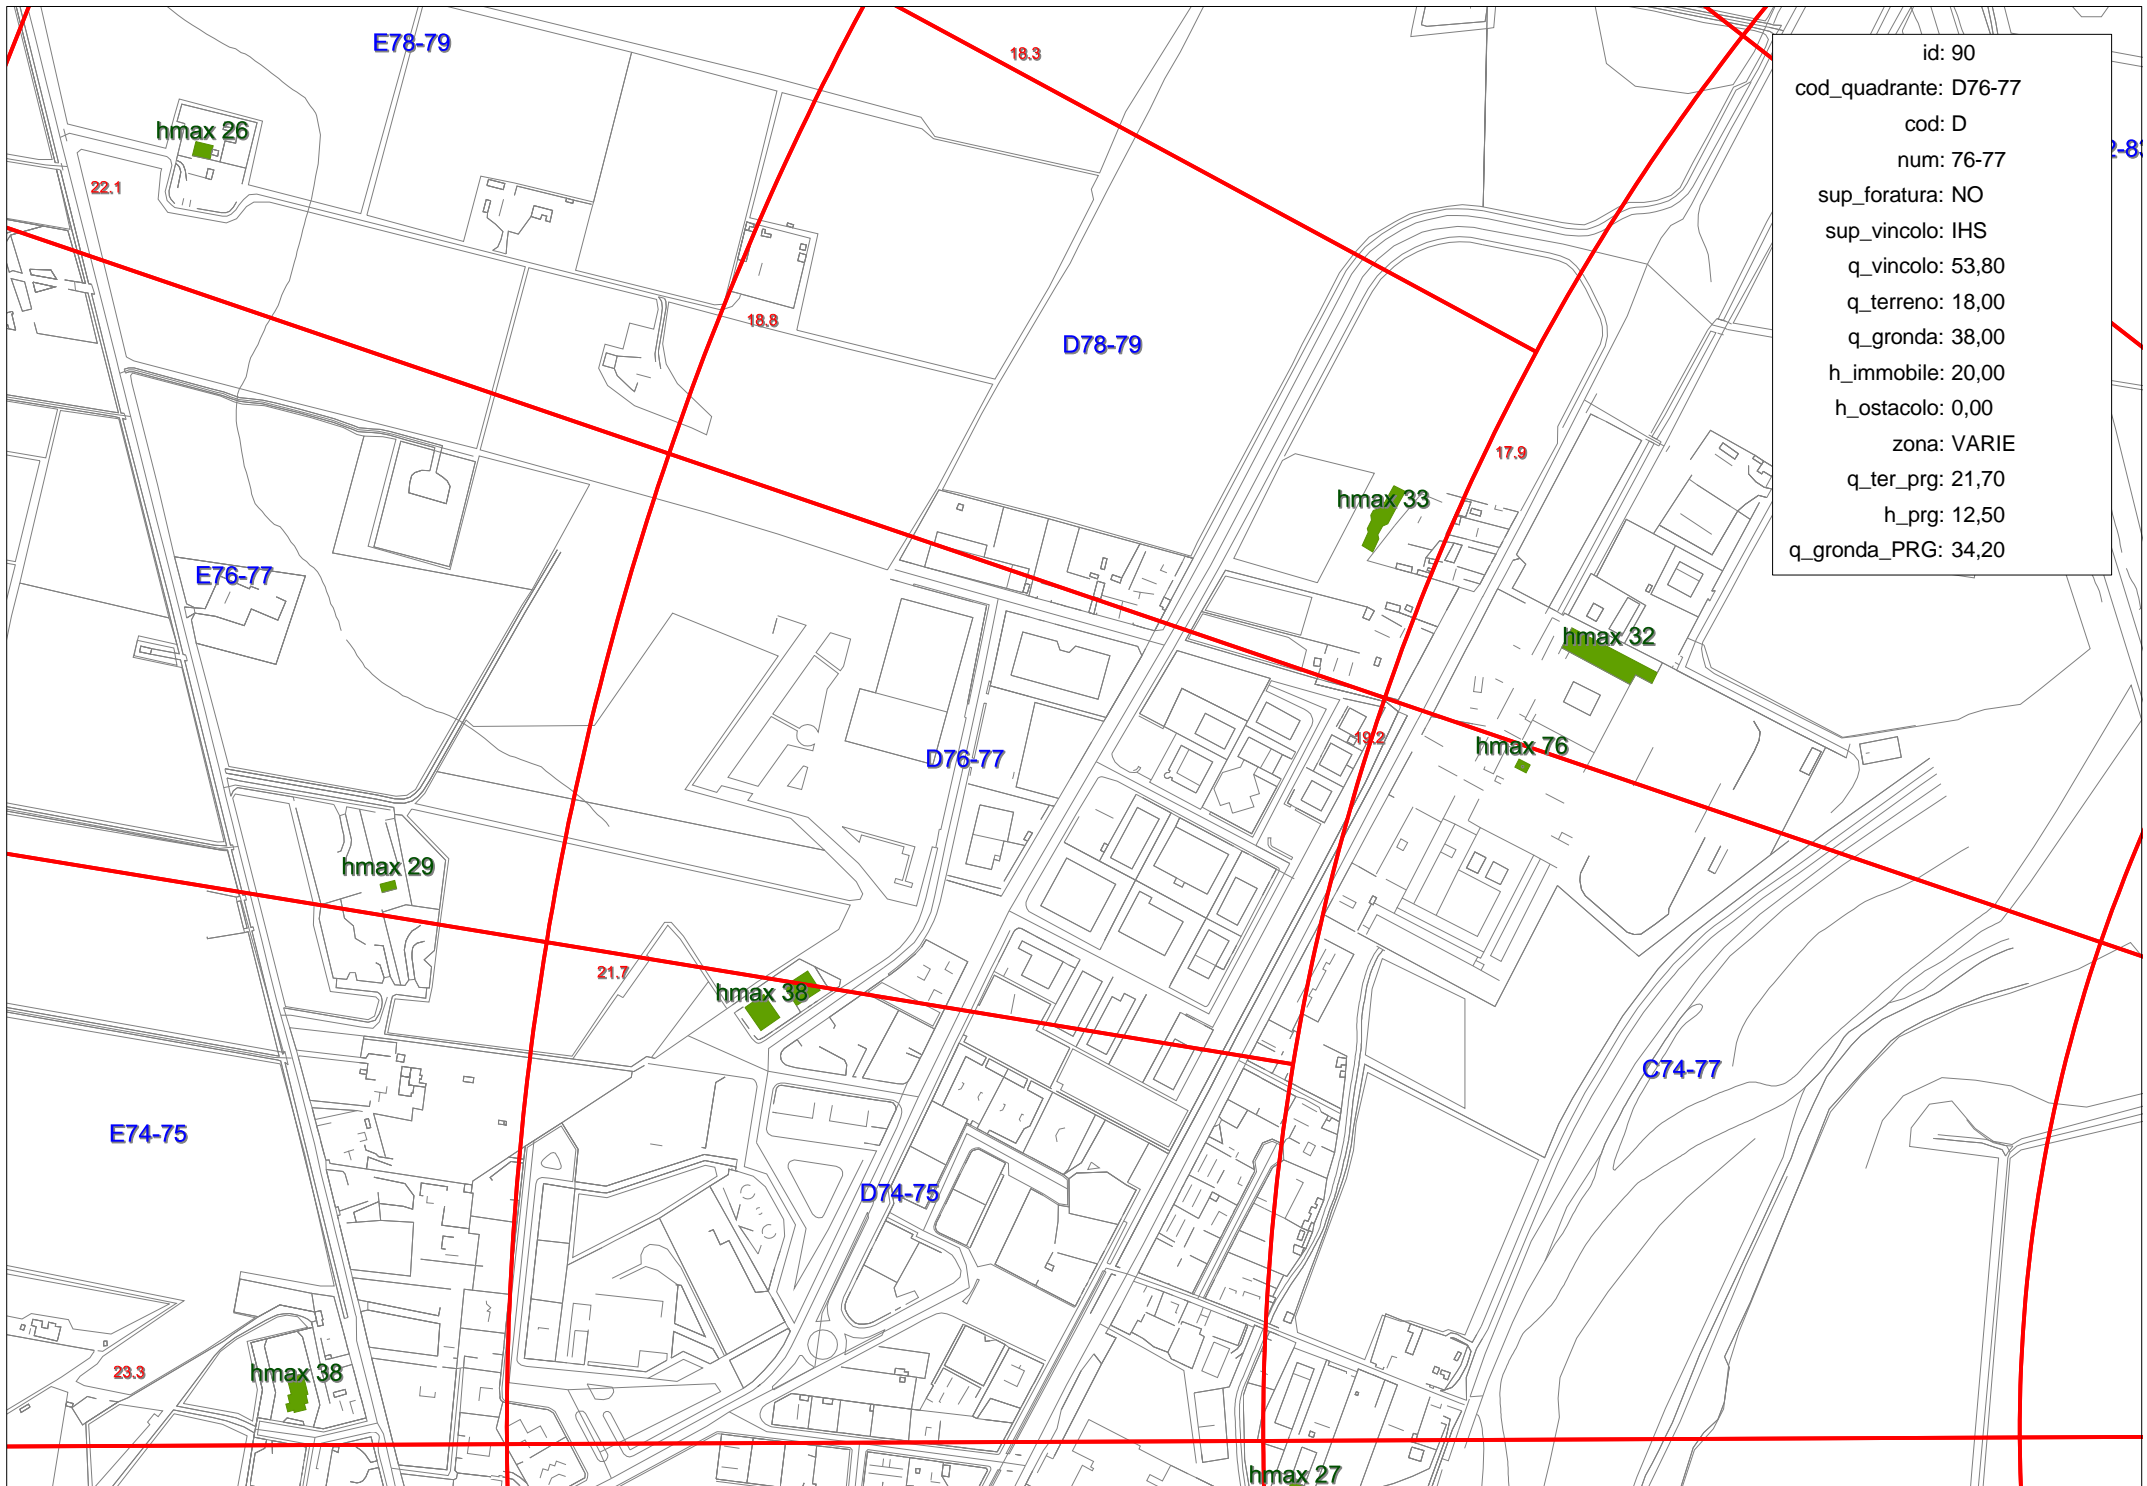 E78-79
18.3
id: 90
cod_quadrante: D76-77
cod: D
num: 76-77
sup_foratura: NO
sup_vincolo: IHS
q_vincolo: 53,80
q_terreno: 18,00
q_gronda: 38,00
h_immobile: 20,00
h_ostacolo: 0,00
zona: VARIE
q_ter_prg: 21,70
h_prg: 12,50
q_gronda_PRG: 34,20
hmax 26
22.1
18.8
D78-79
17.9
hmax 33
E76-77
hmax 32
19.2
hmax 76
D76-77
hmax 29
21.7
hmax 38
C74-77
E74-75
D74-75
23.3
hmax 38
hmax 27